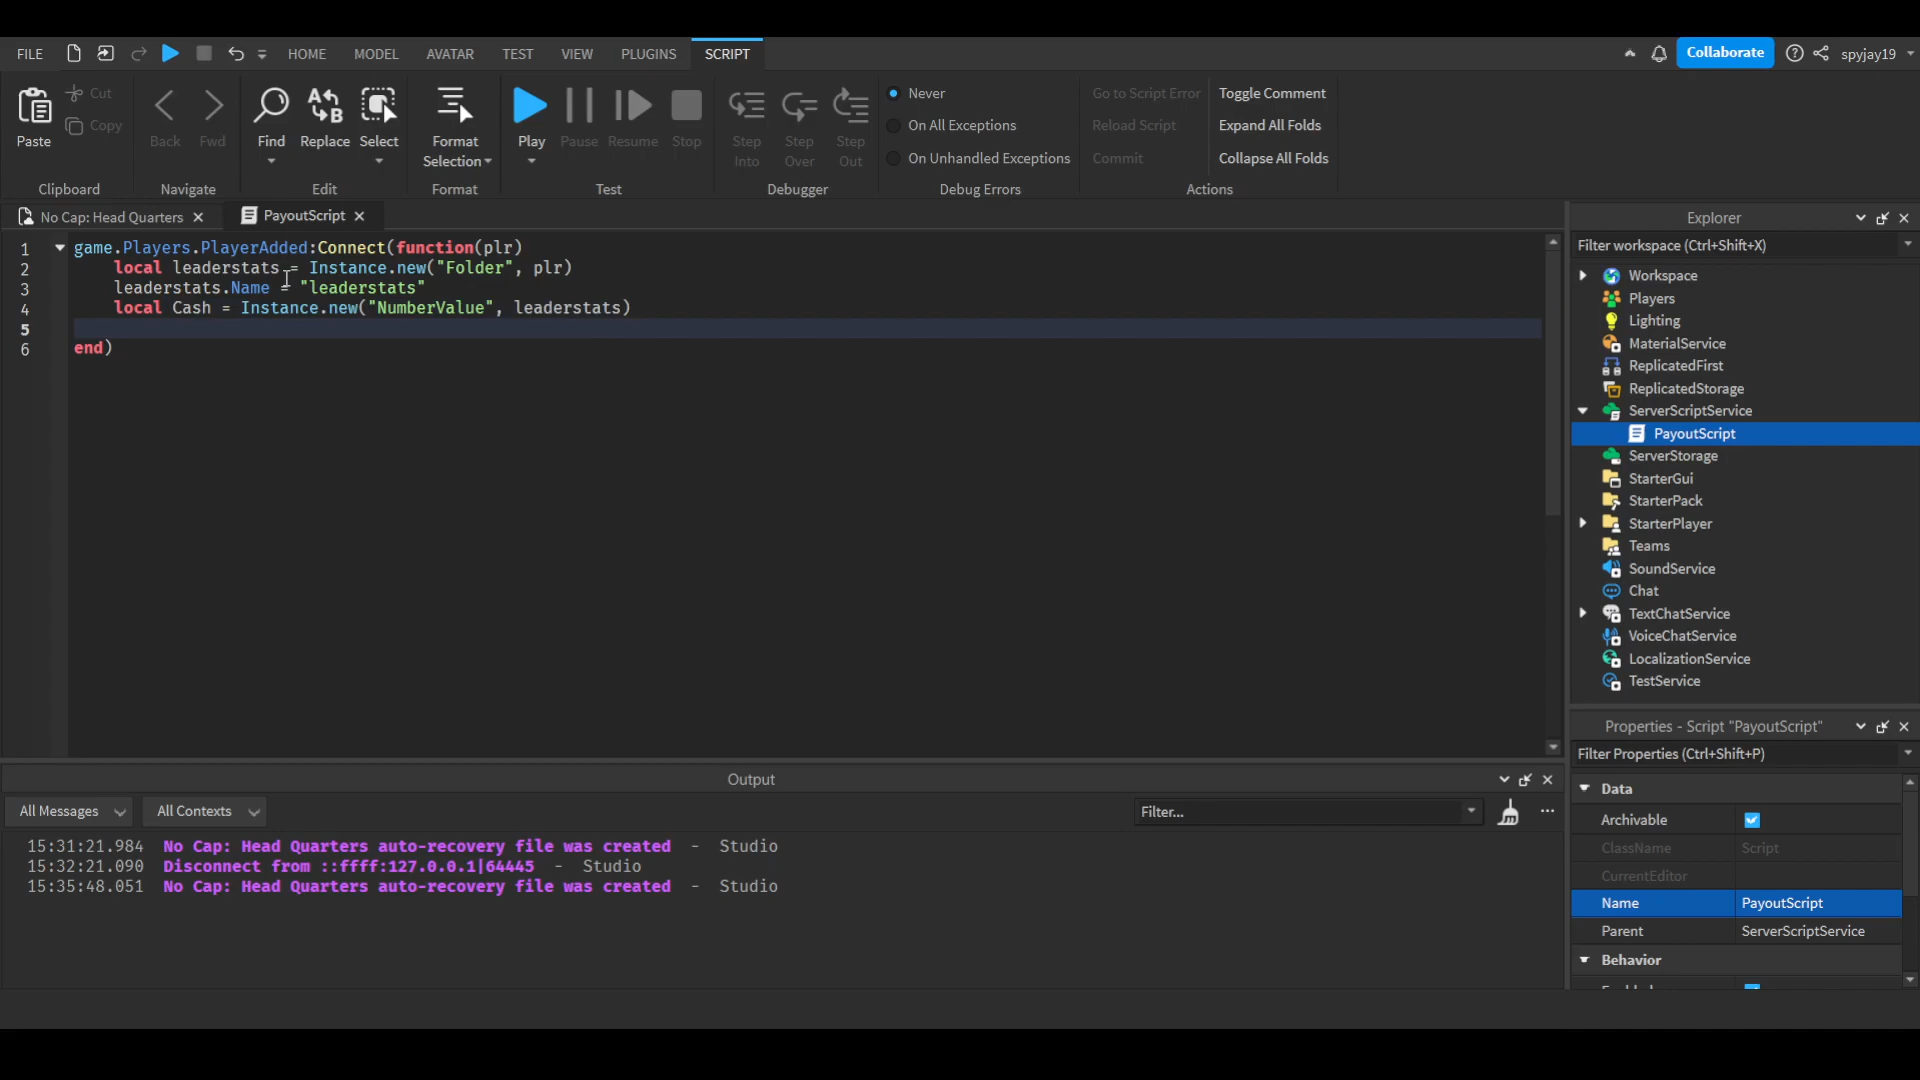 FILE HOME MODEL AVATAR TEST VIEW PLUGINS SCRIPT Collaborate spyjay19
Paste Cut Copy
Clipboard
Back Fwd
Navigate
Find Replace Select
Edit
Format Selection
Format
Play Pause Resume Stop
Test
Step Into Step Over Step Out
Debugger
Never
On All Exceptions
On Unhandled Exceptions
Debug Errors
Go to Script Error Toggle Comment
Reload Script Expand All Folds
Commit Collapse All Folds
Actions
No Cap: Head Quarters PayoutScript
1 game.Players.PlayerAdded:Connect(function(plr)
2 local leaderstats = Instance.new("Folder", plr)
3 leaderstats.Name = "leaderstats"
4 local Cash = Instance.new("NumberValue", leaderstats)
5
6 end)
Explorer
Filter workspace (Ctrl+Shift+X)
Workspace
Players
Lighting
MaterialService
ReplicatedFirst
ReplicatedStorage
ServerScriptService
PayoutScript
ServerStorage
StarterGui
StarterPack
StarterPlayer
Teams
SoundService
Chat
TextChatService
VoiceChatService
LocalizationService
TestService
Properties - Script "PayoutScript"
Filter Properties (Ctrl+Shift+P)
Data
Archivable
ClassName Script
CurrentEditor
Name PayoutScript
Parent ServerScriptService
Behavior
Output
All Messages All Contexts Filter...
15:31:21.984 No Cap: Head Quarters auto-recovery file was created - Studio
15:32:21.090 Disconnect from ::ffff:127.0.0.1|64445 - Studio
15:35:48.051 No Cap: Head Quarters auto-recovery file was created - Studio